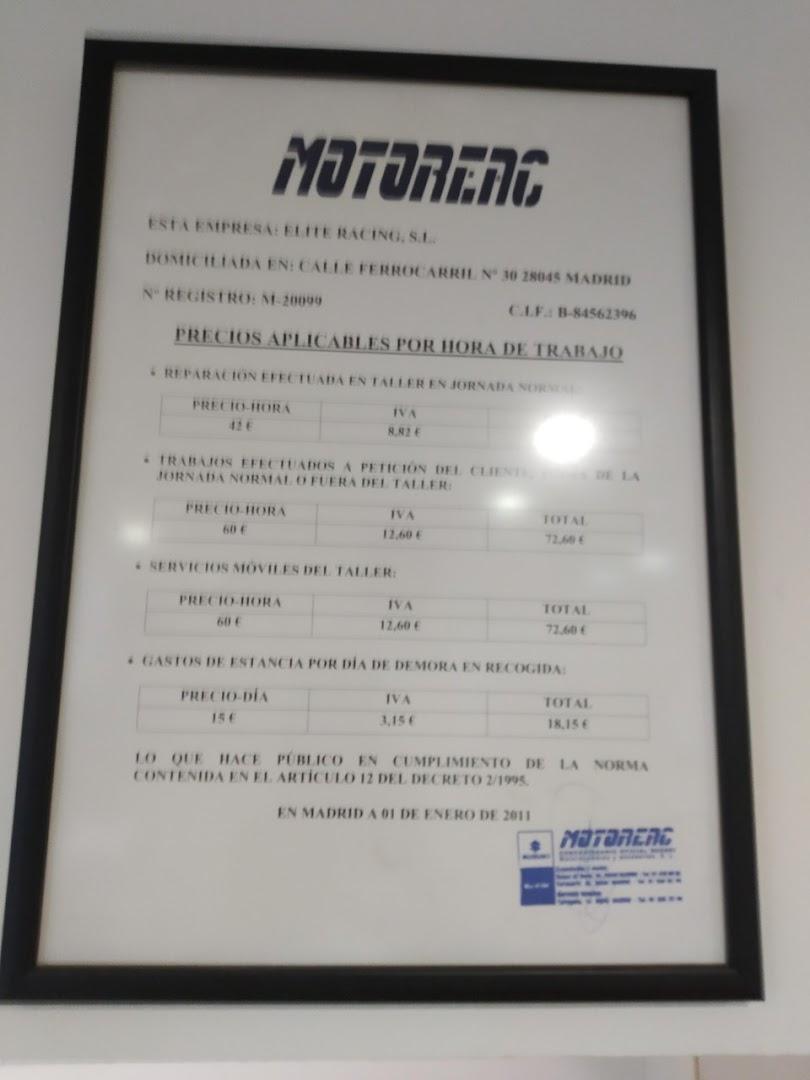 MOTORENC
ESTA EMPRESA: ELITE RACING, S.L.
DOMICILIADA EN: CALLE FERROCARRIL Nº 30 28045 MADRID
Nº REGISTRO: M-20099
C.I.F.: B-84562396
PRECIOS APLICABLES POR HORA DE TRABAJO
REPARACIÓN EFECTUADA EN TALLER EN JORNADA NORMAL:
PRECIO-HORA IVA
42 € 8,82 €
TRABAJOS EFECTUADOS A PETICIÓN DEL CLIENTE, DE LA
JORNADA NORMAL O FUERA DEL TALLER:
PRECIO-HORA IVA TOTAL
60 € 12,60 € 72,60 €
SERVICIOS MÓVILES DEL TALLER:
PRECIO-HORA IVA TOTAL
60 € 12,60 € 72,60 €
GASTOS DE ESTANCIA POR DÍA DE DEMORA EN RECOGIDA:
PRECIO-DÍA IVA TOTAL
15 € 3,15 € 18,15 €
LO QUE HACE PÚBLICO EN CUMPLIMIENTO DE LA NORMA
CONTENIDA EN EL ARTÍCULO 12 DEL DECRETO 2/1995.
EN MADRID A 01 DE ENERO DE 2011
MOTORENC
SUZUKI
CONCESIONARIO OFICIAL SUZUKI